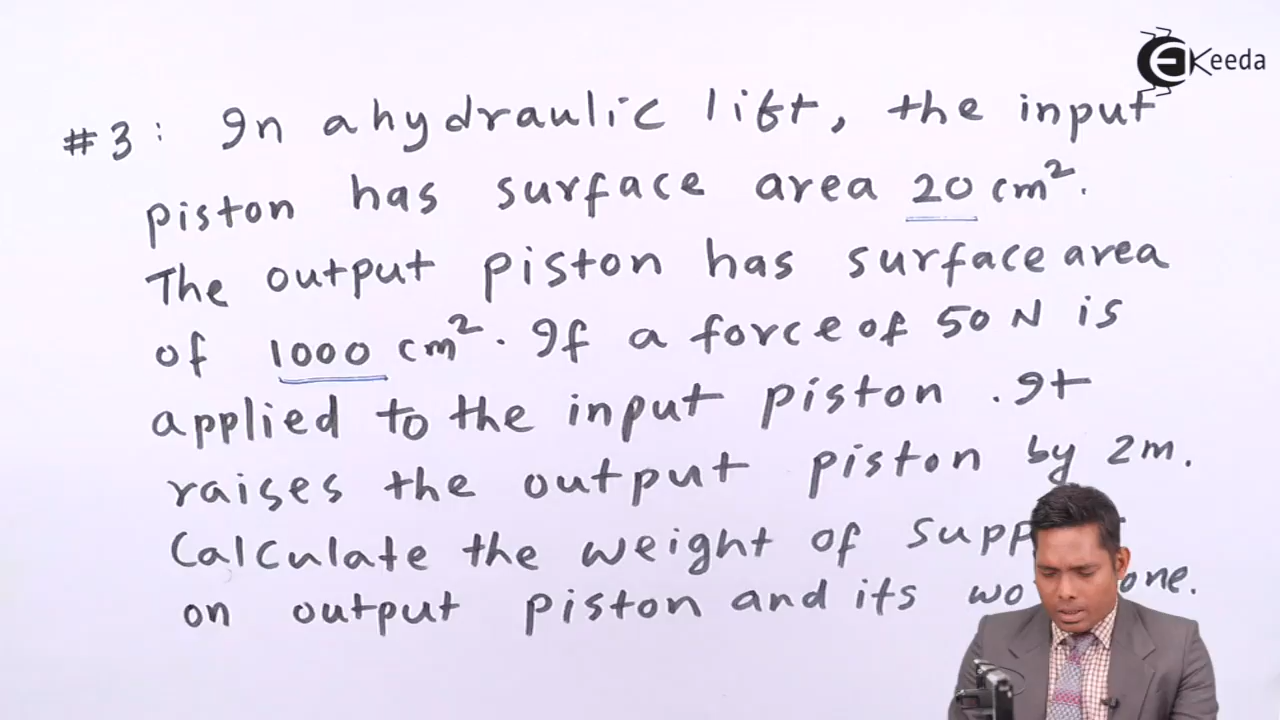 EKeeda
#3: In a hydraulic lift, the input
piston has surface area 20 cm².
The output piston has surface area
of 1000 cm². If a force of 50 N is
applied to the input piston. It
raises the output piston by 2m.
Calculate the weight of
on output piston and its